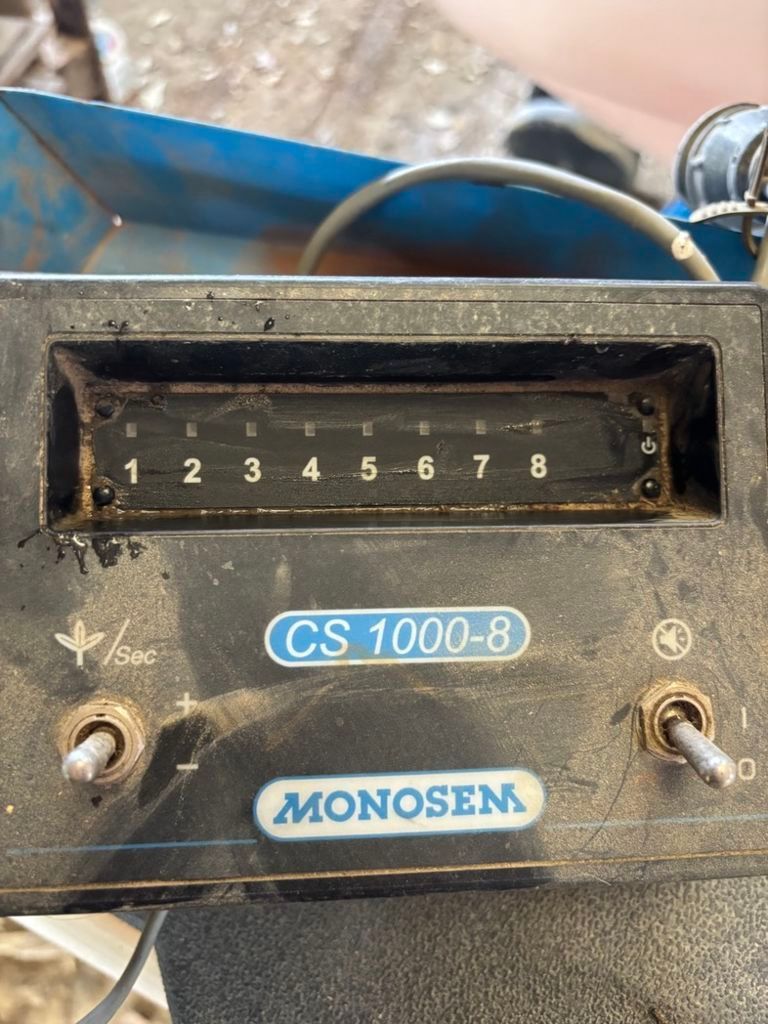 1 2 3 4 5 6 7 8
CS 1000-8
/Sec
+
-
I
O
MONOSEM